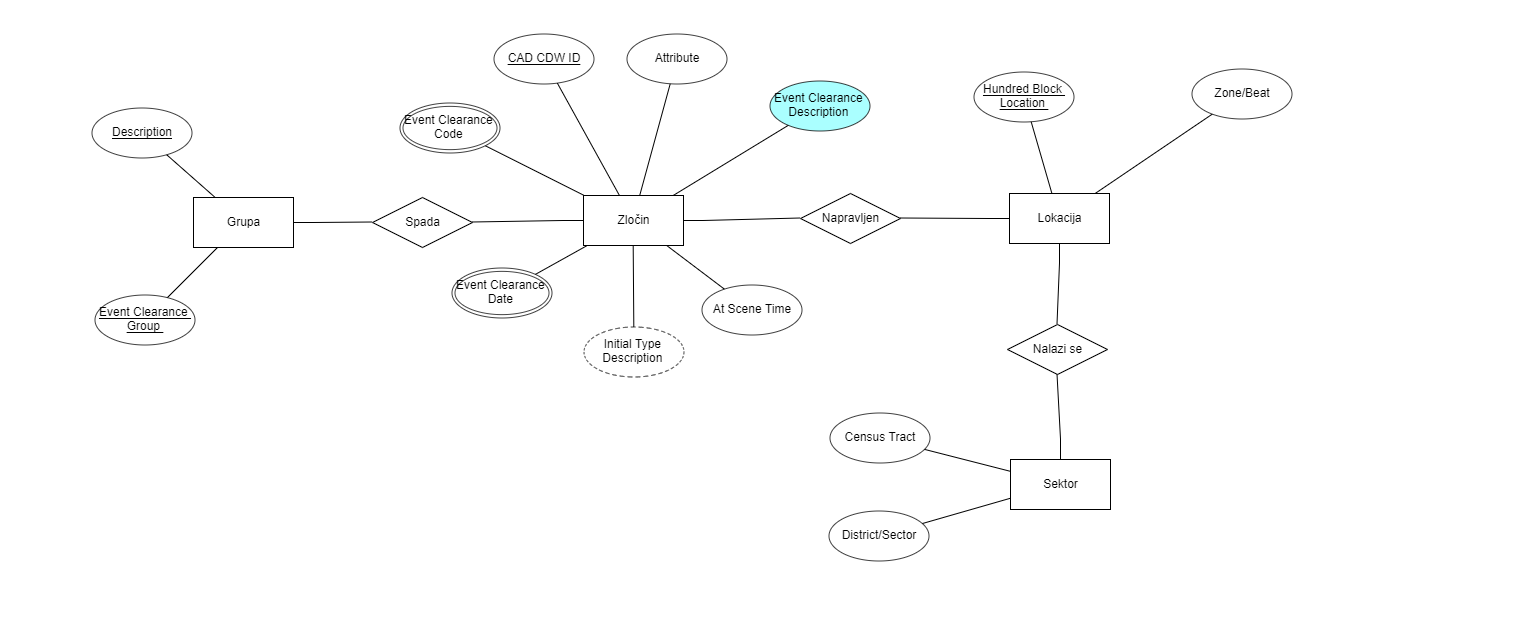 CAD CDW ID
Attribute
Event Clearance
Description
Hundred Block
Location
Zone/Beat
Event Clearance
Code
Description
Grupa
Spada
Zločin
Napravljen
Lokacija
Event Clearance
Date
At Scene Time
Event Clearance
Group
Initial Type
Description
Nalazi se
Census Tract
Sektor
District/Sector